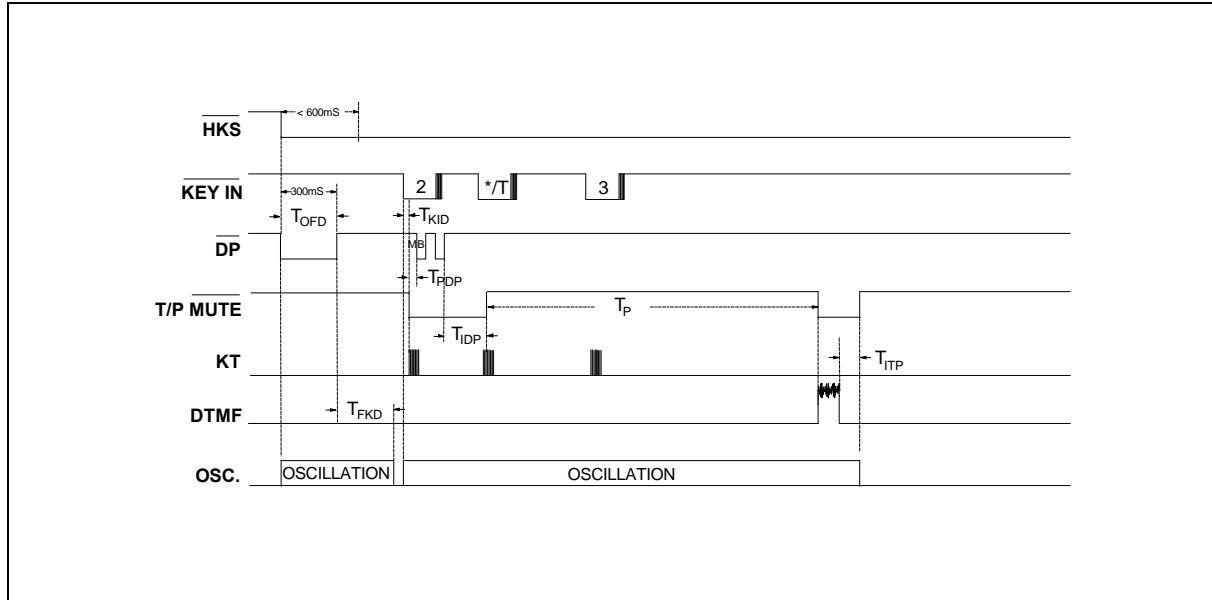 < 600mS
HKS
KEY IN
2
*/T
3
300mS
TOFD
TKID
DP
MB
TPDP
T/P MUTE
TP
TIDP
KT
TITP
DTMF
TFKD
OSC.
OSCILLATION
OSCILLATION